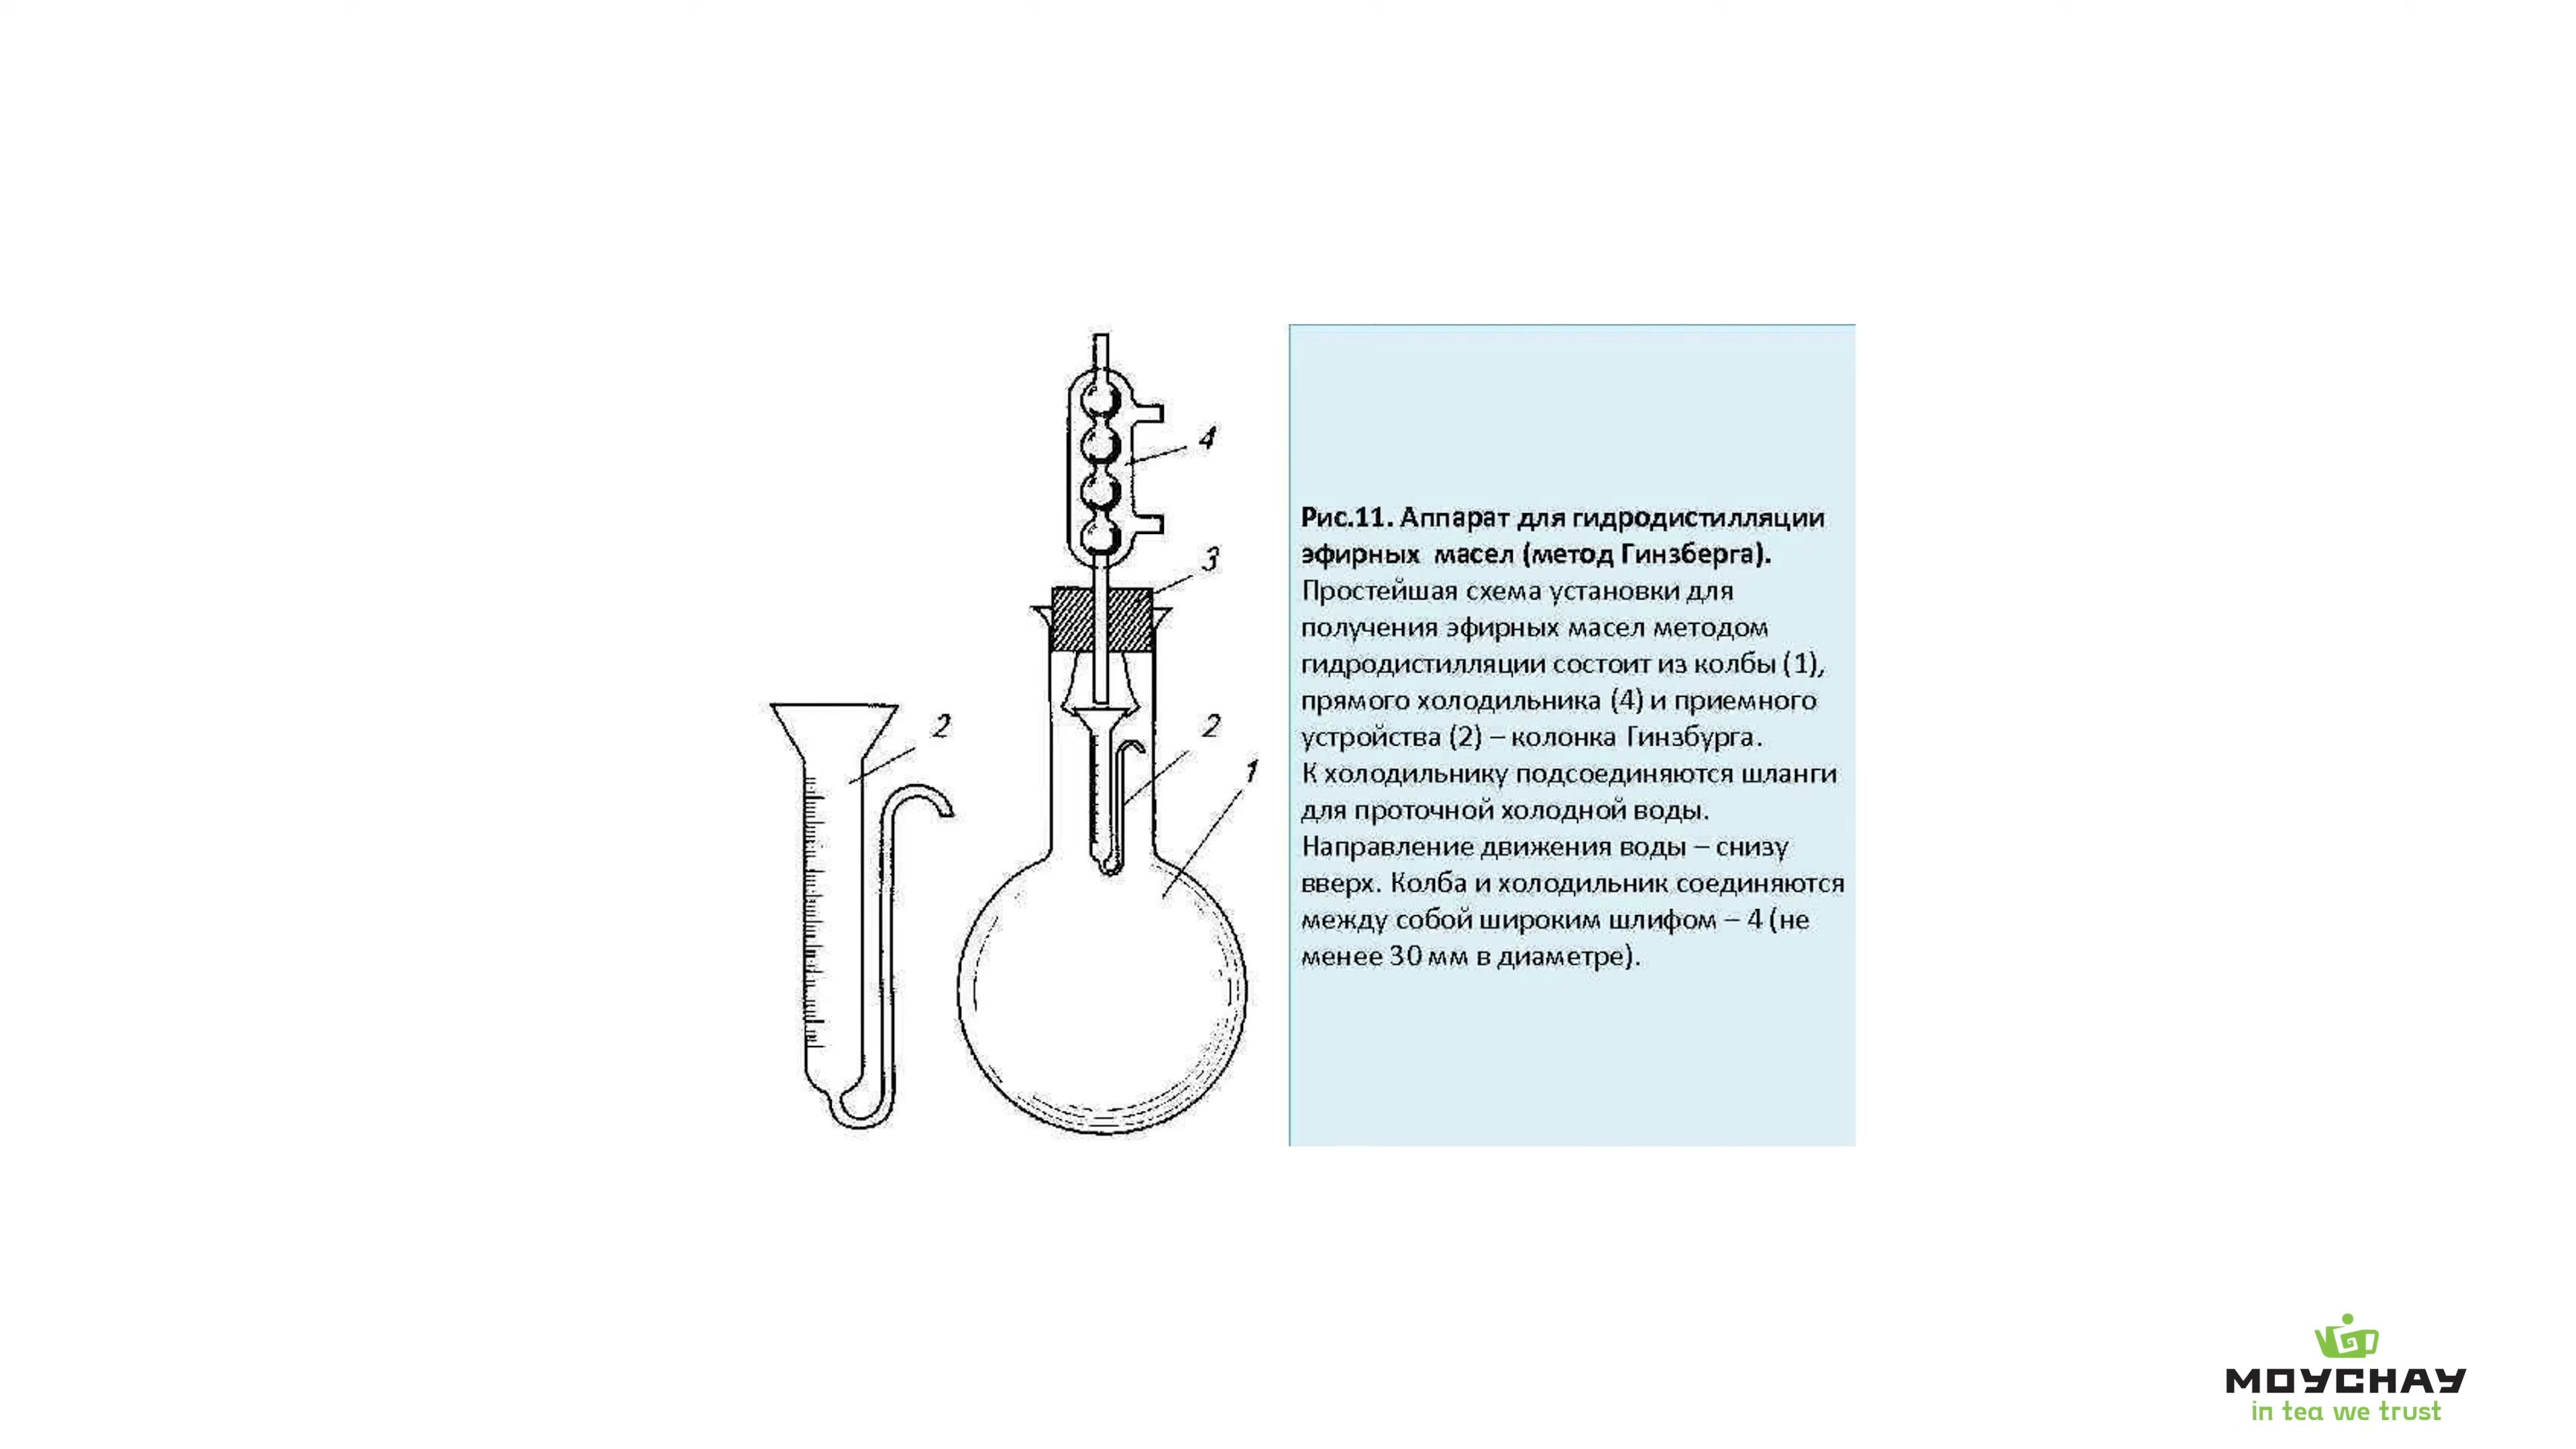 4
3
2
2
1
Рис.11. Аппарат для гидродистилляции
эфирных масел (метод Гинзберга).
Простейшая схема установки для
получения эфирных масел методом
гидродистилляции состоит из колбы (1),
прямого холодильника (4) и приемного
устройства (2) – колонка Гинзбурга.
К холодильнику подсоединяются шланги
для проточной холодной воды.
Направление движения воды – снизу
вверх. Колба и холодильник соединяются
между собой широким шлифом – 4 (не
менее 30 мм в диаметре).
MOYCHAY
in tea we trust